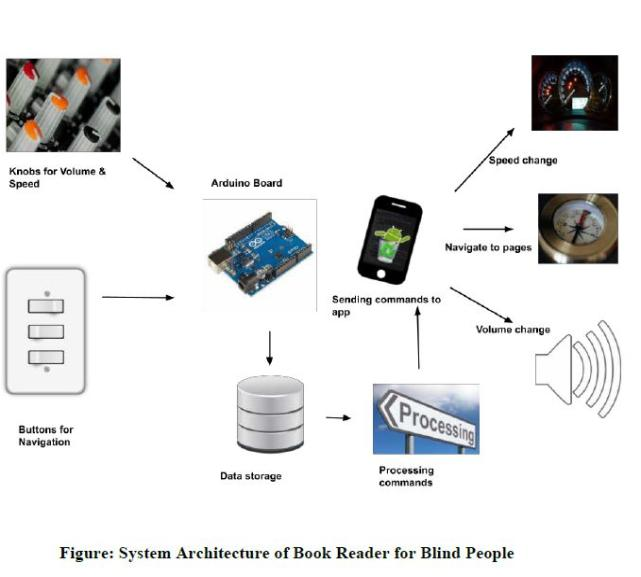 Knobs for Volume &
Speed
Arduino Board
Speed change
Navigate to pages
Sending commands to
app
Volume change
Buttons for
Navigation
Data storage
Processing
Processing
commands
Figure: System Architecture of Book Reader for Blind People